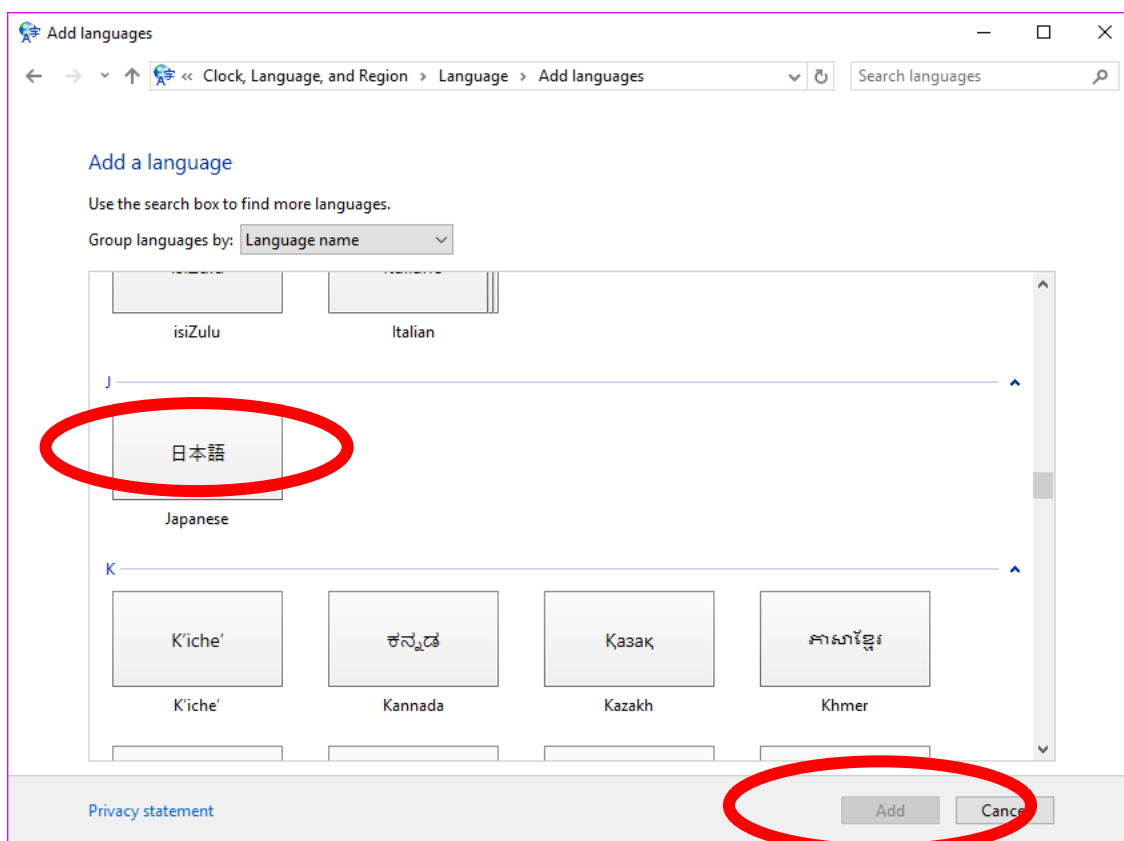 Add languages
« Clock, Language, and Region › Language › Add languages
Search languages
Add a language
Use the search box to find more languages.
Group languages by: Language name
isiZulu Italian
J
日本語
Japanese
K
K'iche' ಕನ್ನಡ Қазақ ភាសាខ្មែរ
K'iche' Kannada Kazakh Khmer
Privacy statement Add Cance